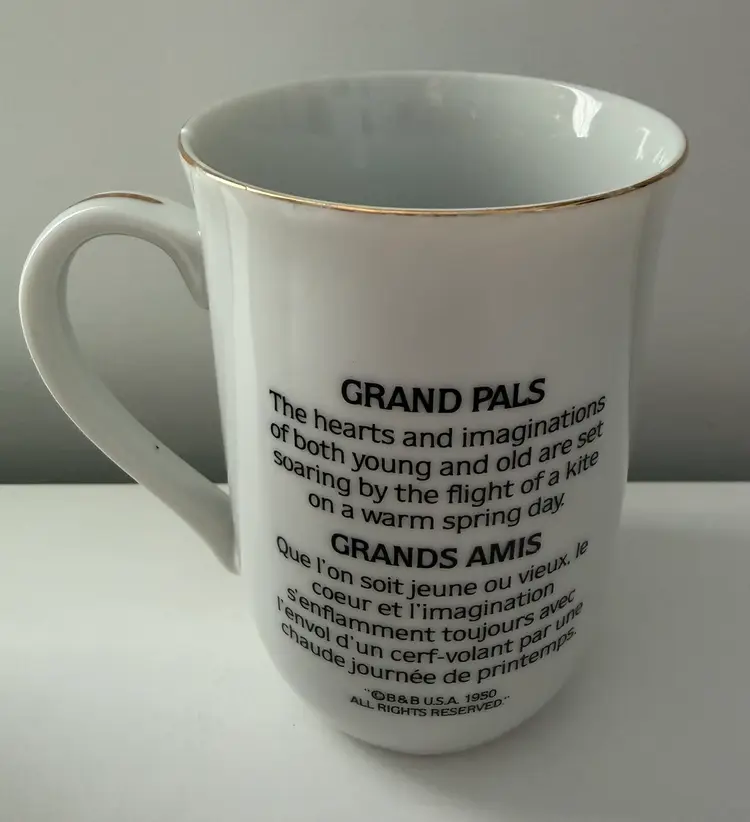 GRAND PALS
The hearts and imaginations
of both young and old are set
soaring by the flight of a kite
on a warm spring day.
GRANDS AMIS
Que l'on soit jeune ou vieux, le
coeur et l'imagination
s'enflamment toujours avec
l'envol d'un cerf-volant par une
chaude journée de printemps.
"©B&B U.S.A. 1950
ALL RIGHTS RESERVED."